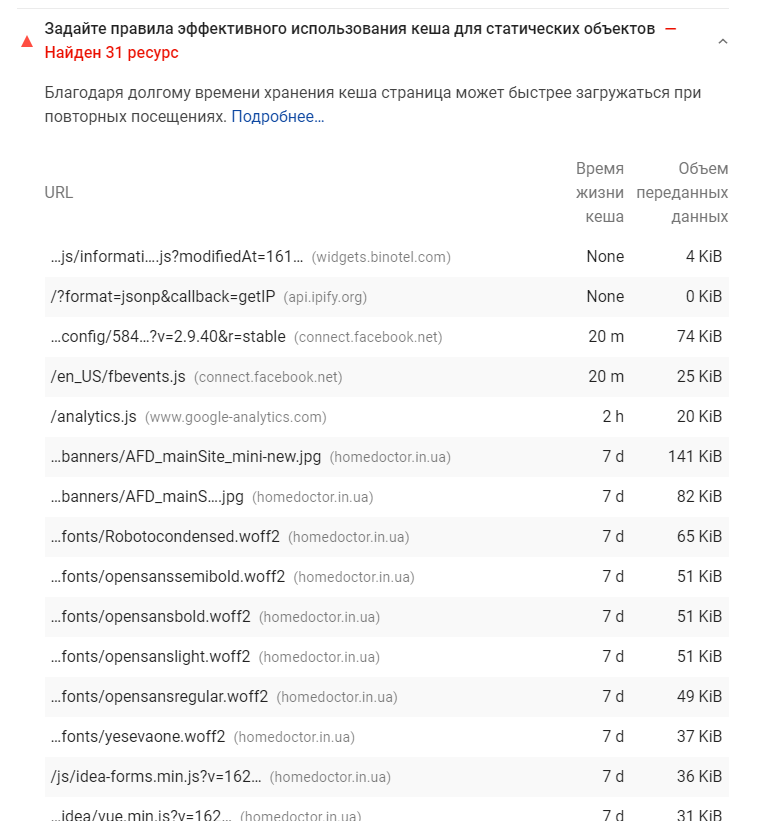 Задайте правила эффективного использования кеша для статических объектов —
Найден 31 ресурс
Благодаря долгому времени хранения кеша страница может быстрее загружаться при
повторных посещениях. Подробнее…
URL Время жизни кеша Объем переданных данных
…js/informati….js?modifiedAt=161… (widgets.binotel.com) None 4 KiB
/?format=jsonp&callback=getIP (api.ipify.org) None 0 KiB
…config/584…?v=2.9.40&r=stable (connect.facebook.net) 20 m 74 KiB
/en_US/fbevents.js (connect.facebook.net) 20 m 25 KiB
/analytics.js (www.google-analytics.com) 2 h 20 KiB
…banners/AFD_mainSite_mini-new.jpg (homedoctor.in.ua) 7 d 141 KiB
…banners/AFD_mainS….jpg (homedoctor.in.ua) 7 d 82 KiB
…fonts/Robotocondensed.woff2 (homedoctor.in.ua) 7 d 65 KiB
…fonts/opensanssemibold.woff2 (homedoctor.in.ua) 7 d 51 KiB
…fonts/opensansbold.woff2 (homedoctor.in.ua) 7 d 51 KiB
…fonts/opensanslight.woff2 (homedoctor.in.ua) 7 d 51 KiB
…fonts/opensansregular.woff2 (homedoctor.in.ua) 7 d 49 KiB
…fonts/yesevaone.woff2 (homedoctor.in.ua) 7 d 37 KiB
/js/idea-forms.min.js?v=162… (homedoctor.in.ua) 7 d 36 KiB
…idea/vue.min.js?v=162… (homedoctor.in.ua) 7 d 31 KiB